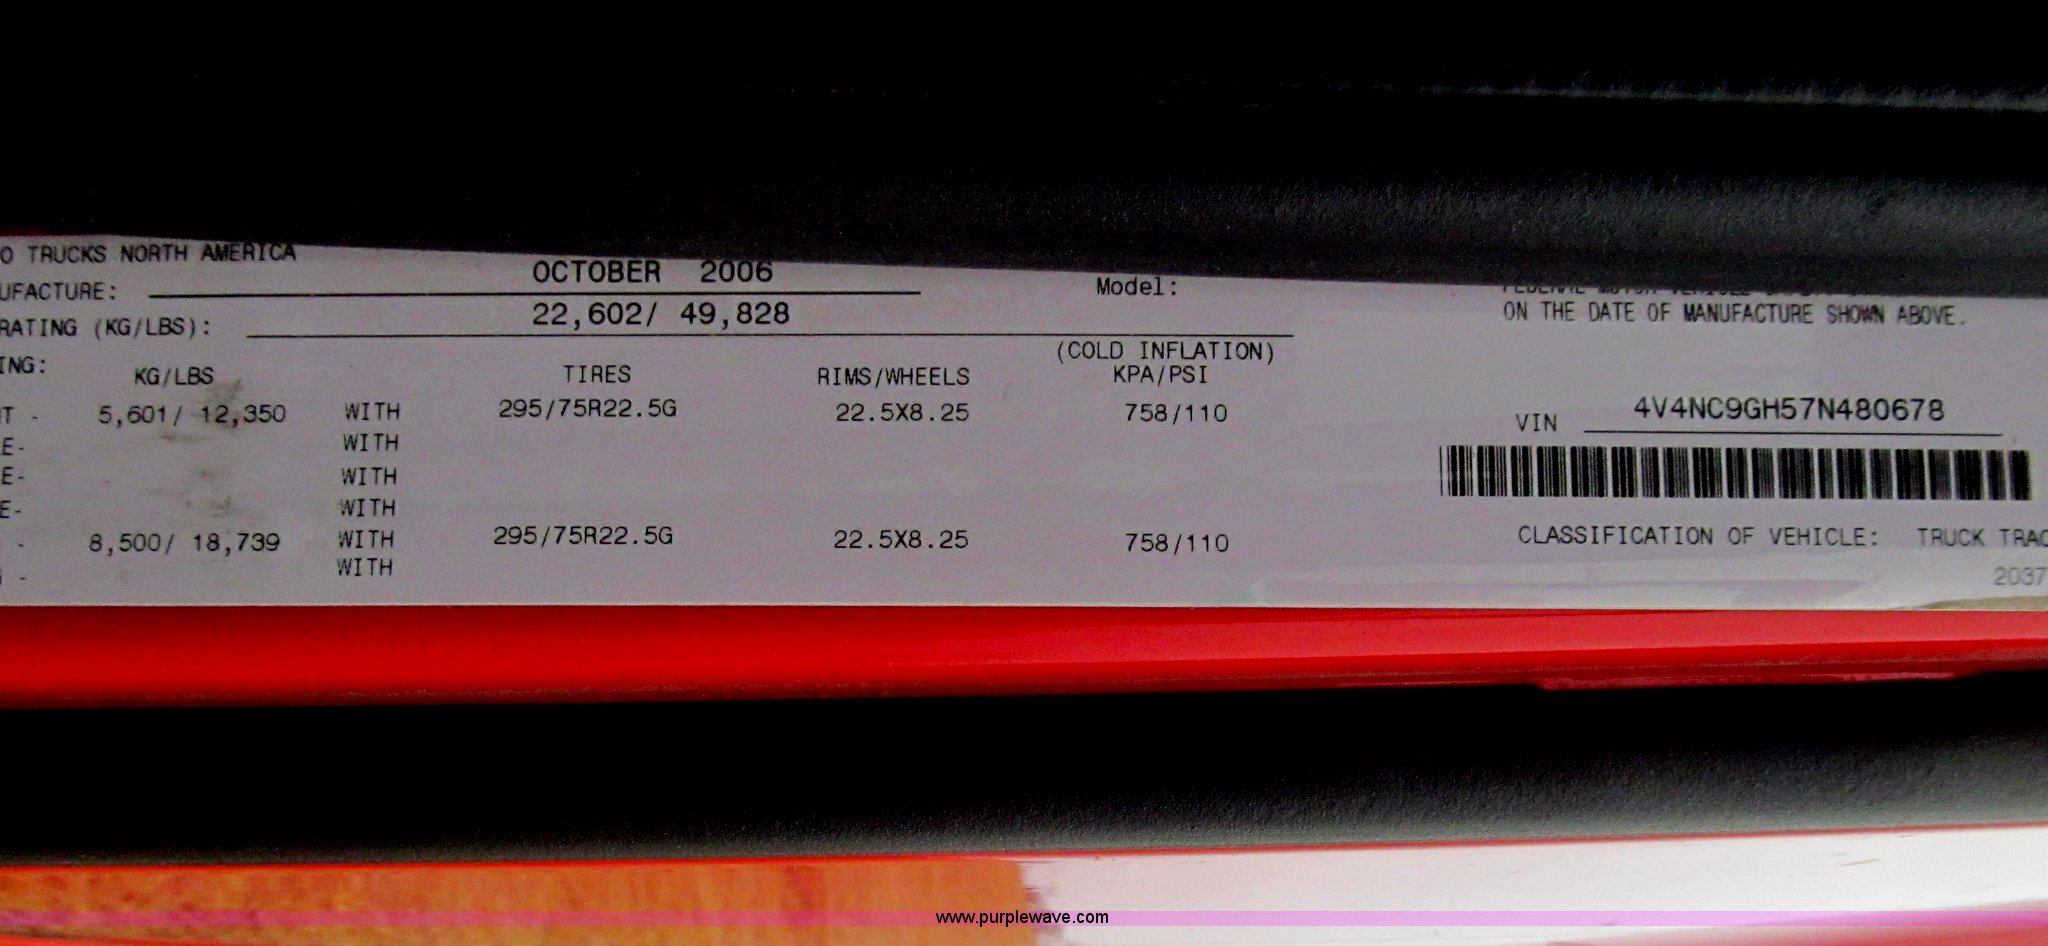 O TRUCKS NORTH AMERICA
UFACTURE: OCTOBER 2006 Model:
RATING (KG/LBS): 22,602/ 49,828
ON THE DATE OF MANUFACTURE SHOWN ABOVE.
ING: KG/LBS TIRES RIMS/WHEELS (COLD INFLATION) KPA/PSI
T - 5,601/ 12,350 WITH 295/75R22.5G 22.5X8.25 758/110
E- WITH
E- WITH
E- WITH
- 8,500/ 18,739 WITH 295/75R22.5G 22.5X8.25 758/110
- WITH
VIN 4V4NC9GH57N480678
CLASSIFICATION OF VEHICLE: TRUCK TRAC
2037
www.purplewave.com